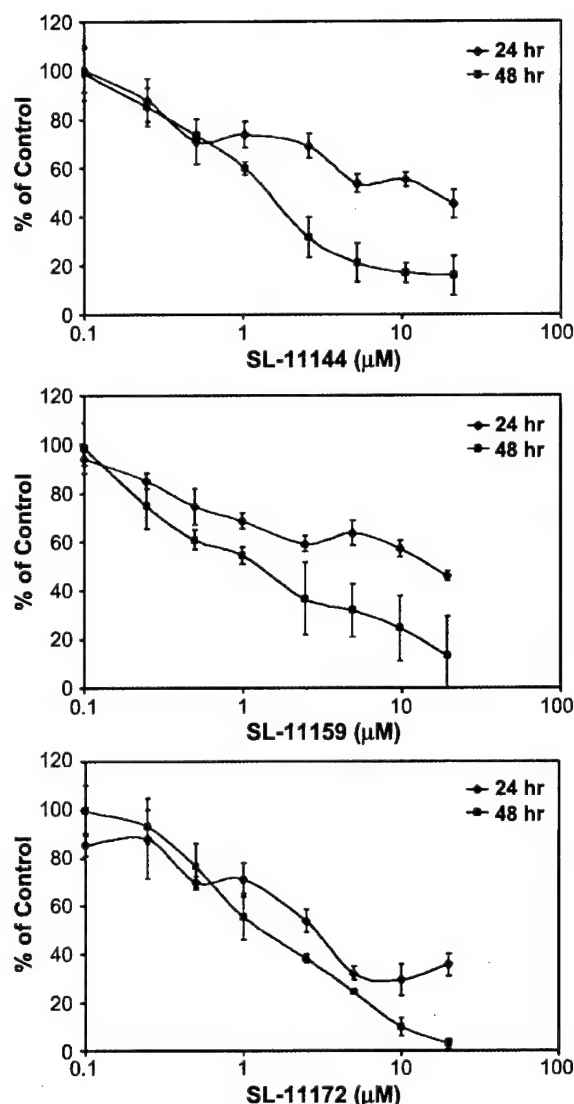 120
100
80
60
40
20
0
% of Control
24 hr
48 hr
0.1 1 10 100
SL-11144 (μM)
120
100
80
60
40
20
0
% of Control
24 hr
48 hr
0.1 1 10 100
SL-11159 (μM)
120
100
80
60
40
20
0
% of Control
24 hr
48 hr
0.1 1 10 100
SL-11172 (μM)